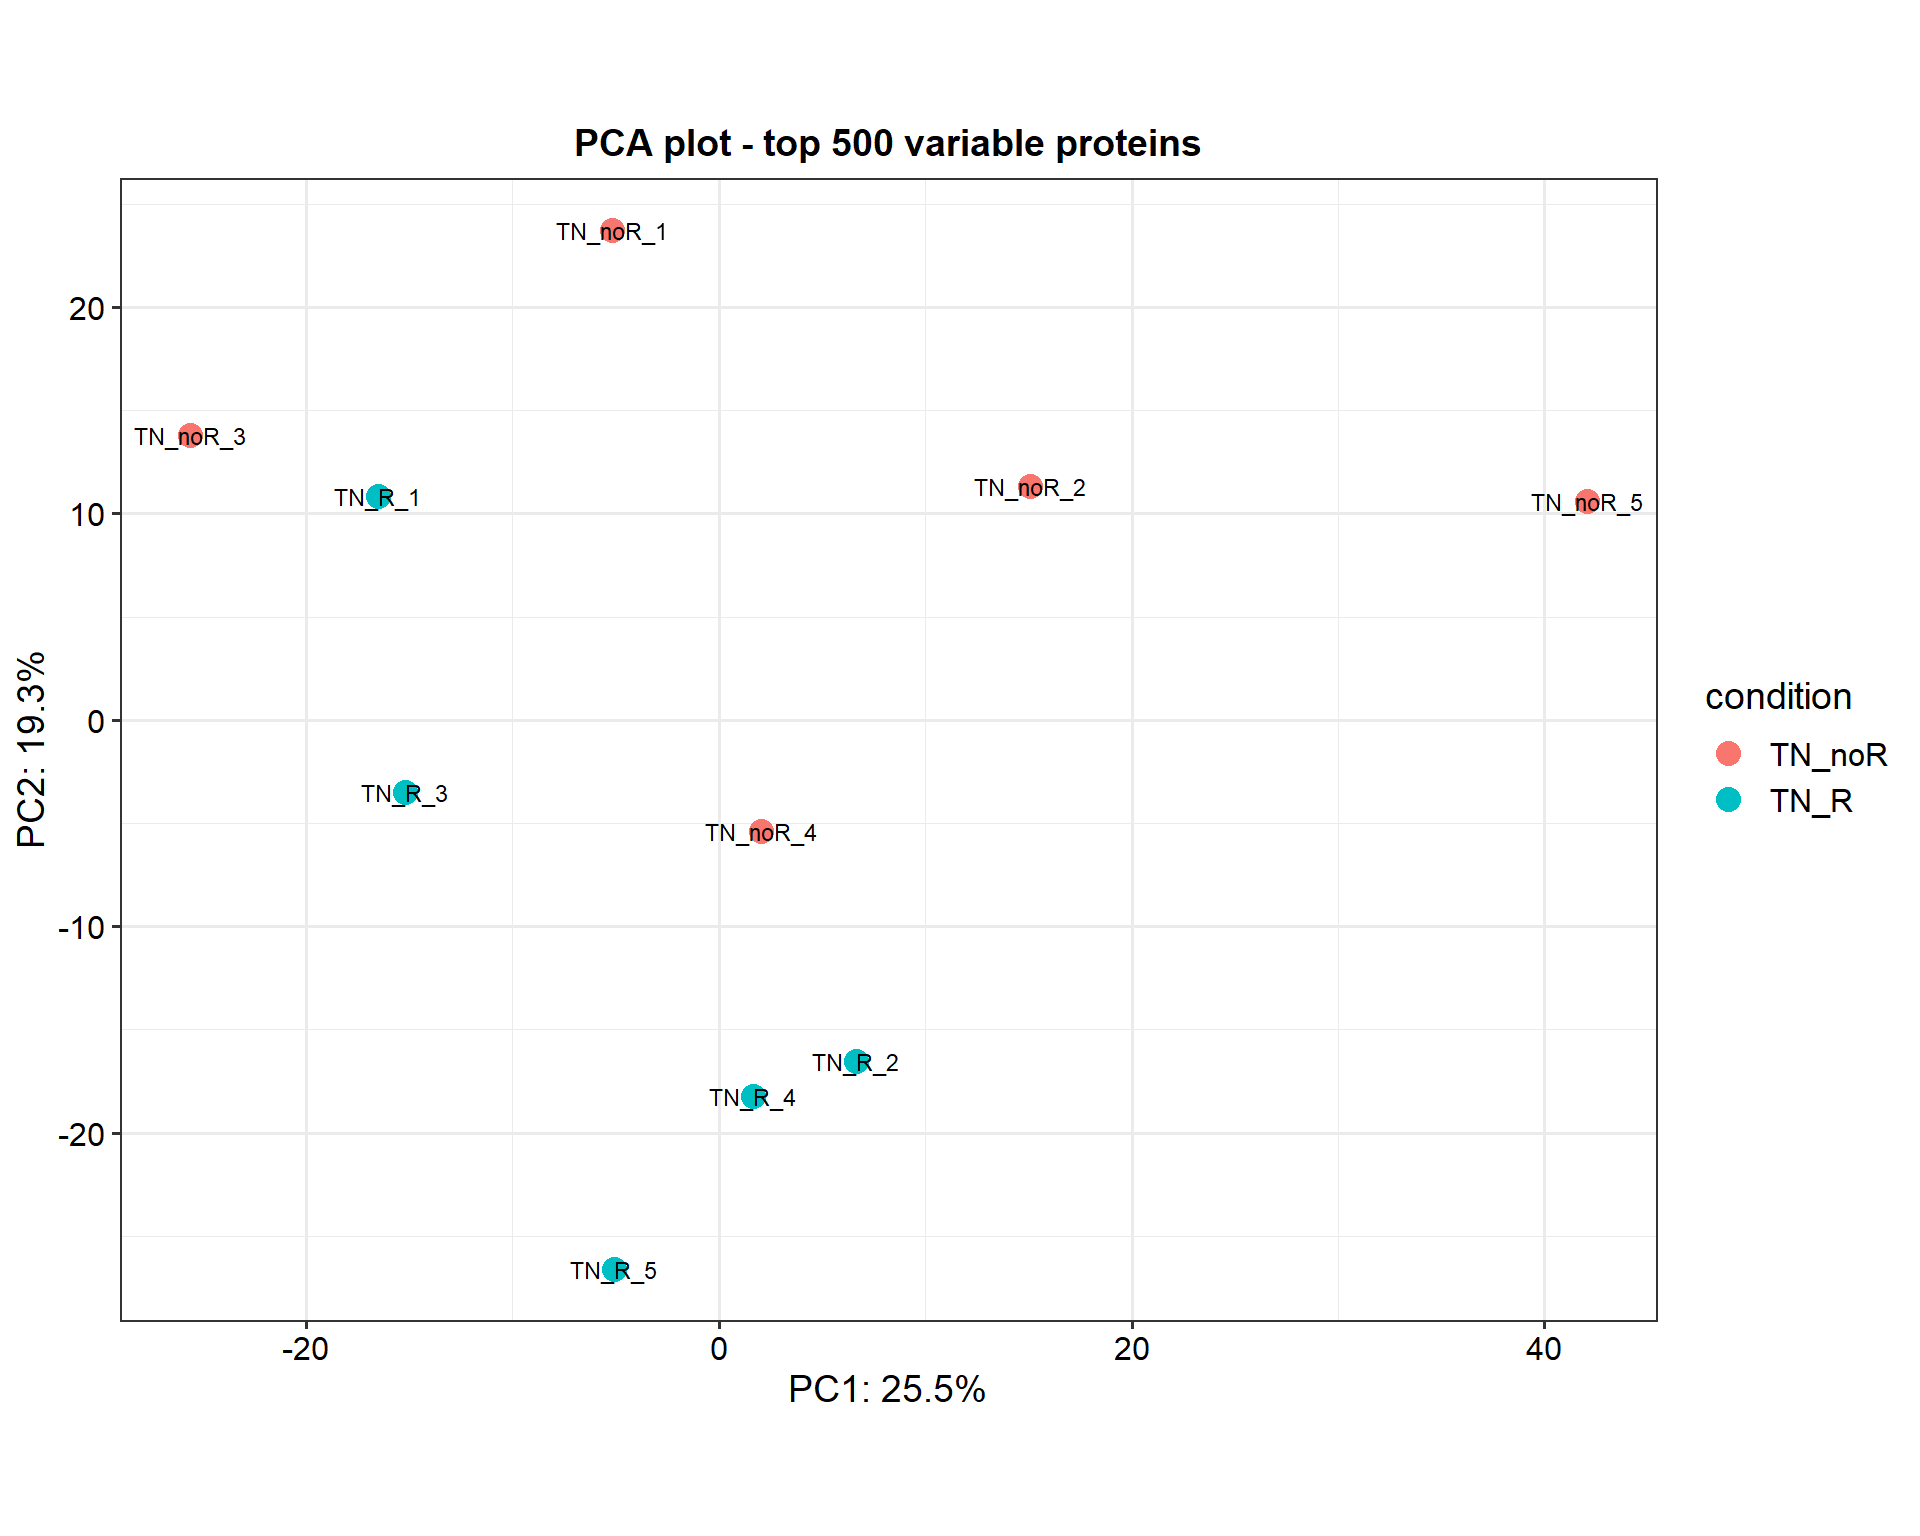 PCA plot - top 500 variable proteins
TN_noR_1
20
TN_noR_3
TN_R_1
TN_noR_2
TN_noR_5
10
PC2: 19.3%
0
condition
TN_noR
TN_R
TN_R_3
TN_noR_4
-10
TN_R_2
TN_R_4
-20
TN_R_5
-20
0
20
40
PC1: 25.5%